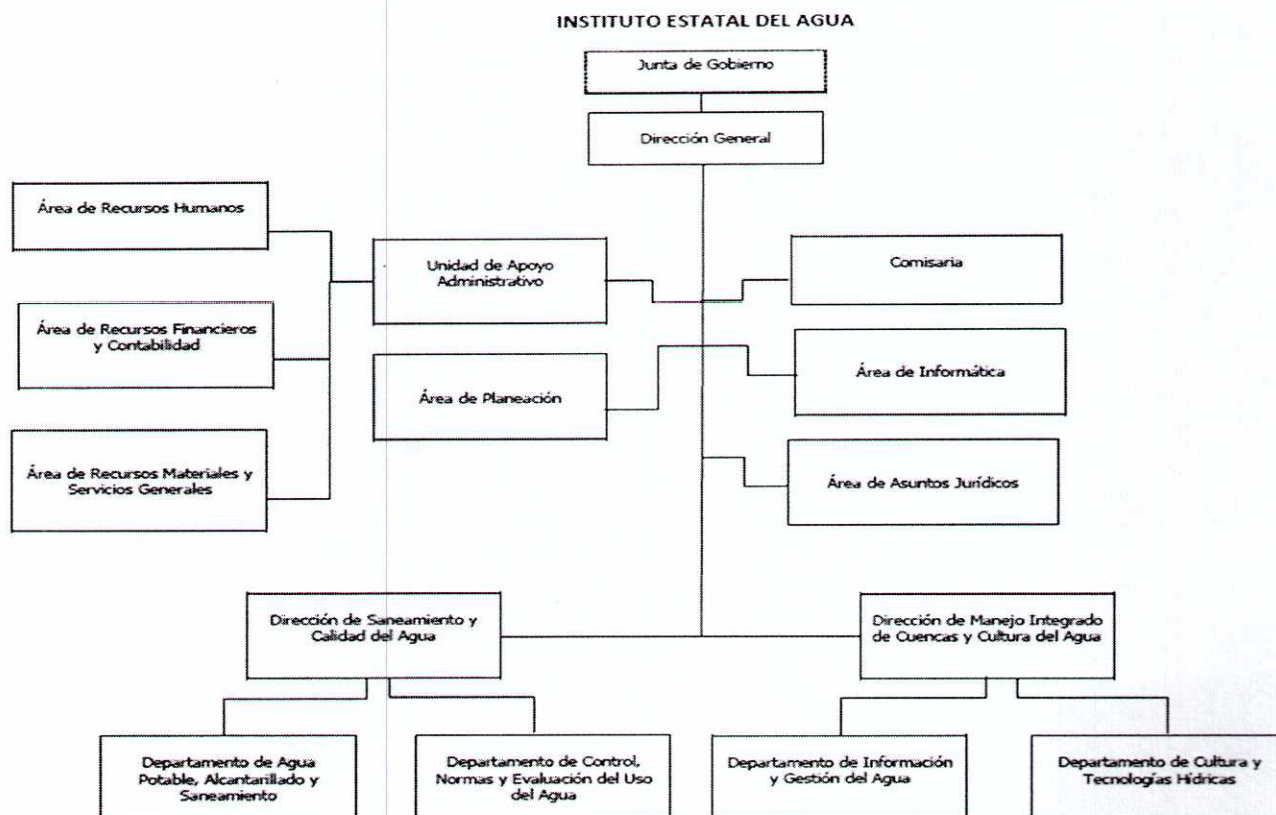 INSTITUTO ESTATAL DEL AGUA
Junta de Gobierno
Dirección General
Área de Recursos Humanos
Unidad de Apoyo
Administrativo
Comisaria
Área de Recursos Financieros
y Contabilidad
Área de Planeación
Área de Informática
Área de Recursos Materiales y
Servicios Generales
Área de Asuntos Jurídicos
Dirección de Saneamiento y
Calidad del Agua
Dirección de Manejo Integrado
de Cuencas y Cultura del Agua
Departamento de Agua
Potable, Alcantarillado y
Saneamiento
Departamento de Control,
Normas y Evaluación del Uso
del Agua
Departamento de Información
y Gestión del Agua
Departamento de Cultura y
Tecnologías Hídricas